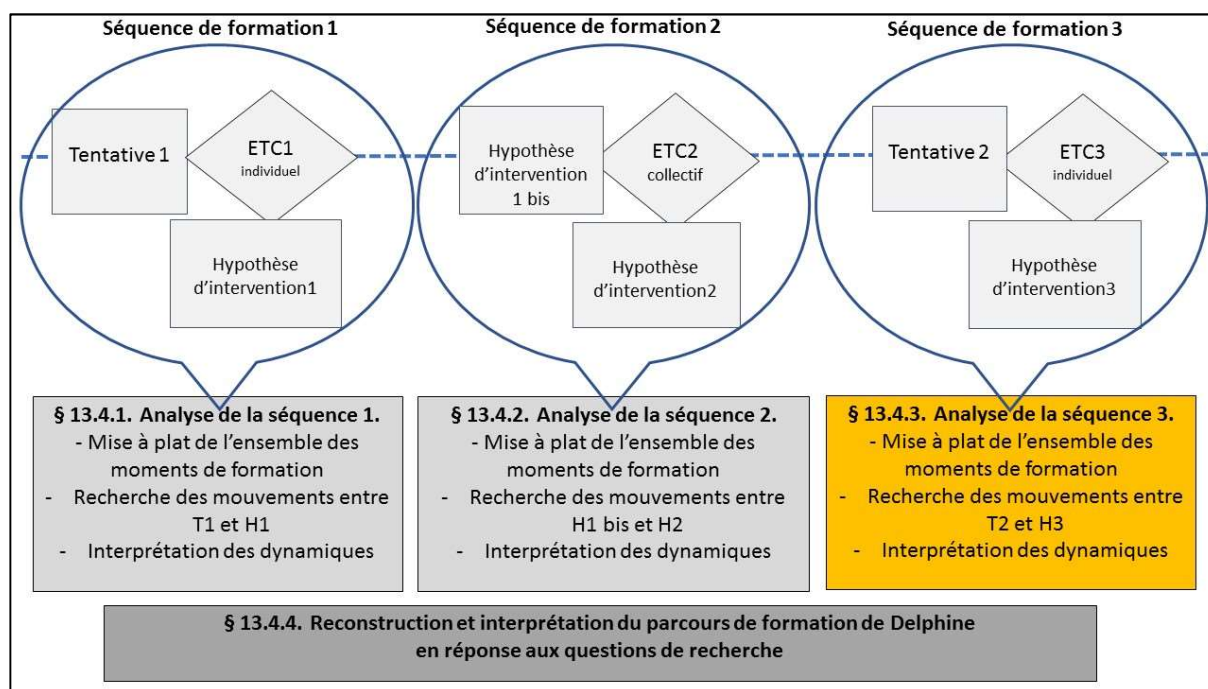 Séquence de formation 1
Séquence de formation 2
Séquence de formation 3
Tentative 1
ETC1
individuel
Hypothèse
d'intervention1
Hypothèse
d'intervention
1 bis
ETC2
collectif
Hypothèse
d'intervention2
Tentative 2
ETC3
individuel
Hypothèse
d'intervention3
§ 13.4.1. Analyse de la séquence 1.
- Mise à plat de l'ensemble des
moments de formation
- Recherche des mouvements entre
T1 et H1
- Interprétation des dynamiques
§ 13.4.2. Analyse de la séquence 2.
- Mise à plat de l'ensemble des
moments de formation
- Recherche des mouvements entre
H1 bis et H2
- Interprétation des dynamiques
§ 13.4.3. Analyse de la séquence 3.
- Mise à plat de l'ensemble des
moments de formation
- Recherche des mouvements entre
T2 et H3
- Interprétation des dynamiques
§ 13.4.4. Reconstruction et interprétation du parcours de formation de Delphine
en réponse aux questions de recherche